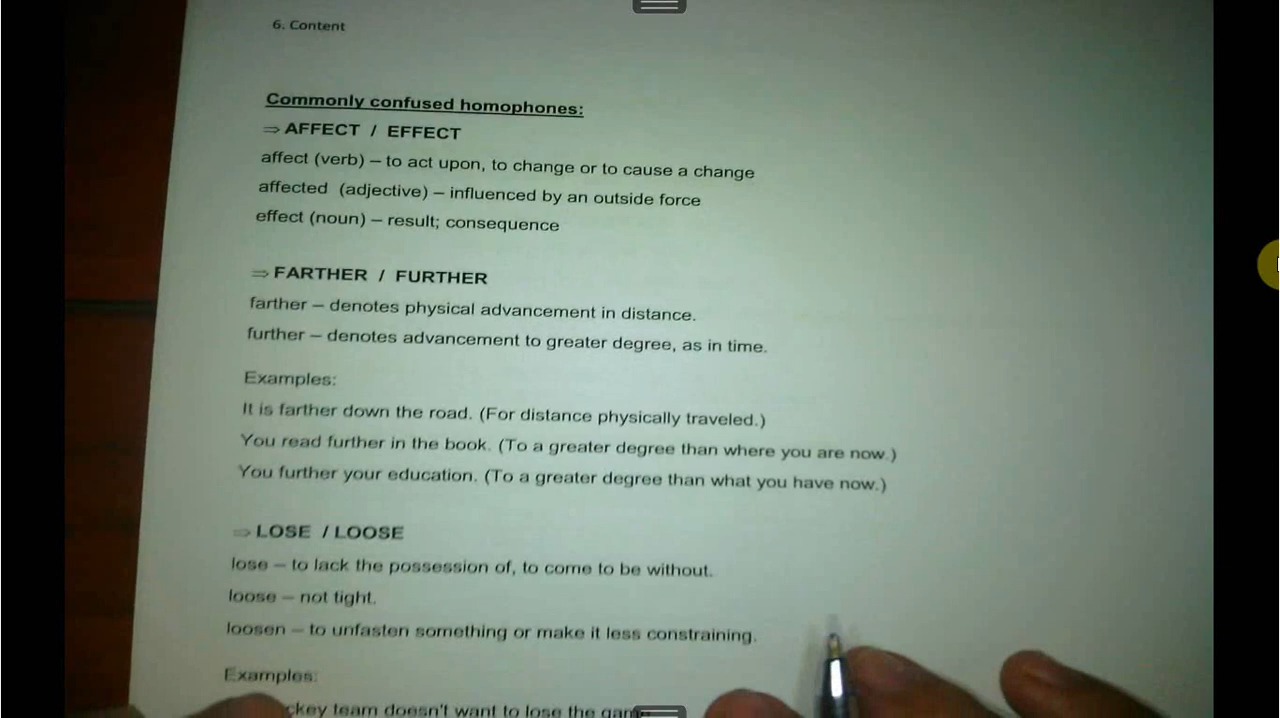 6. Content
Commonly confused homophones:
⇒ AFFECT / EFFECT
affect (verb) – to act upon, to change or to cause a change
affected (adjective) – influenced by an outside force
effect (noun) – result; consequence
⇒ FARTHER / FURTHER
farther – denotes physical advancement in distance.
further – denotes advancement to greater degree, as in time.
Examples:
It is farther down the road. (For distance physically traveled.)
You read further in the book. (To a greater degree than where you are now.)
You further your education. (To a greater degree than what you have now.)
⇒ LOSE / LOOSE
lose – to lack the possession of, to come to be without.
loose – not tight.
loosen – to unfasten something or make it less constraining.
Examples:
team doesn't want to lose the